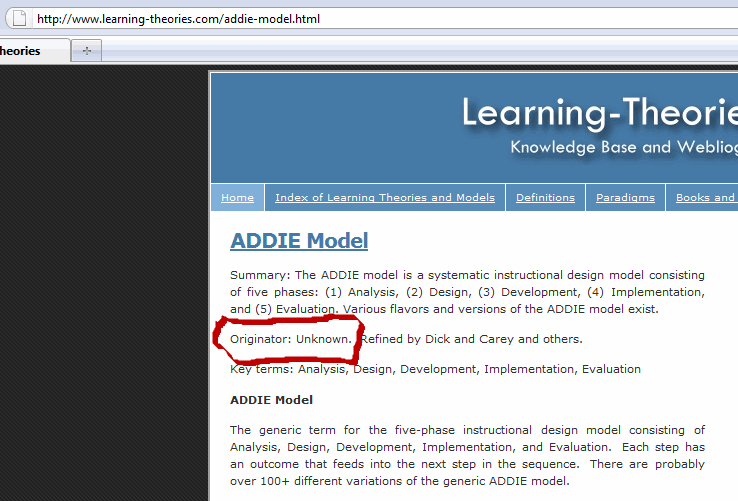 http://www.learning-theories.com/addie-model.html
heories
Learning-Theorie
Knowledge Base and Weblog
Home Index of Learning Theories and Models Definitions Paradigms Books and
ADDIE Model
Summary: The ADDIE model is a systematic instructional design model consisting
of five phases: (1) Analysis, (2) Design, (3) Development, (4) Implementation,
and (5) Evaluation. Various flavors and versions of the ADDIE model exist.
Originator: Unknown. Refined by Dick and Carey and others.
Key terms: Analysis, Design, Development, Implementation, Evaluation
ADDIE Model
The generic term for the five-phase instructional design model consisting of
Analysis, Design, Development, Implementation, and Evaluation. Each step has
an outcome that feeds into the next step in the sequence. There are probably
over 100+ different variations of the generic ADDIE model.